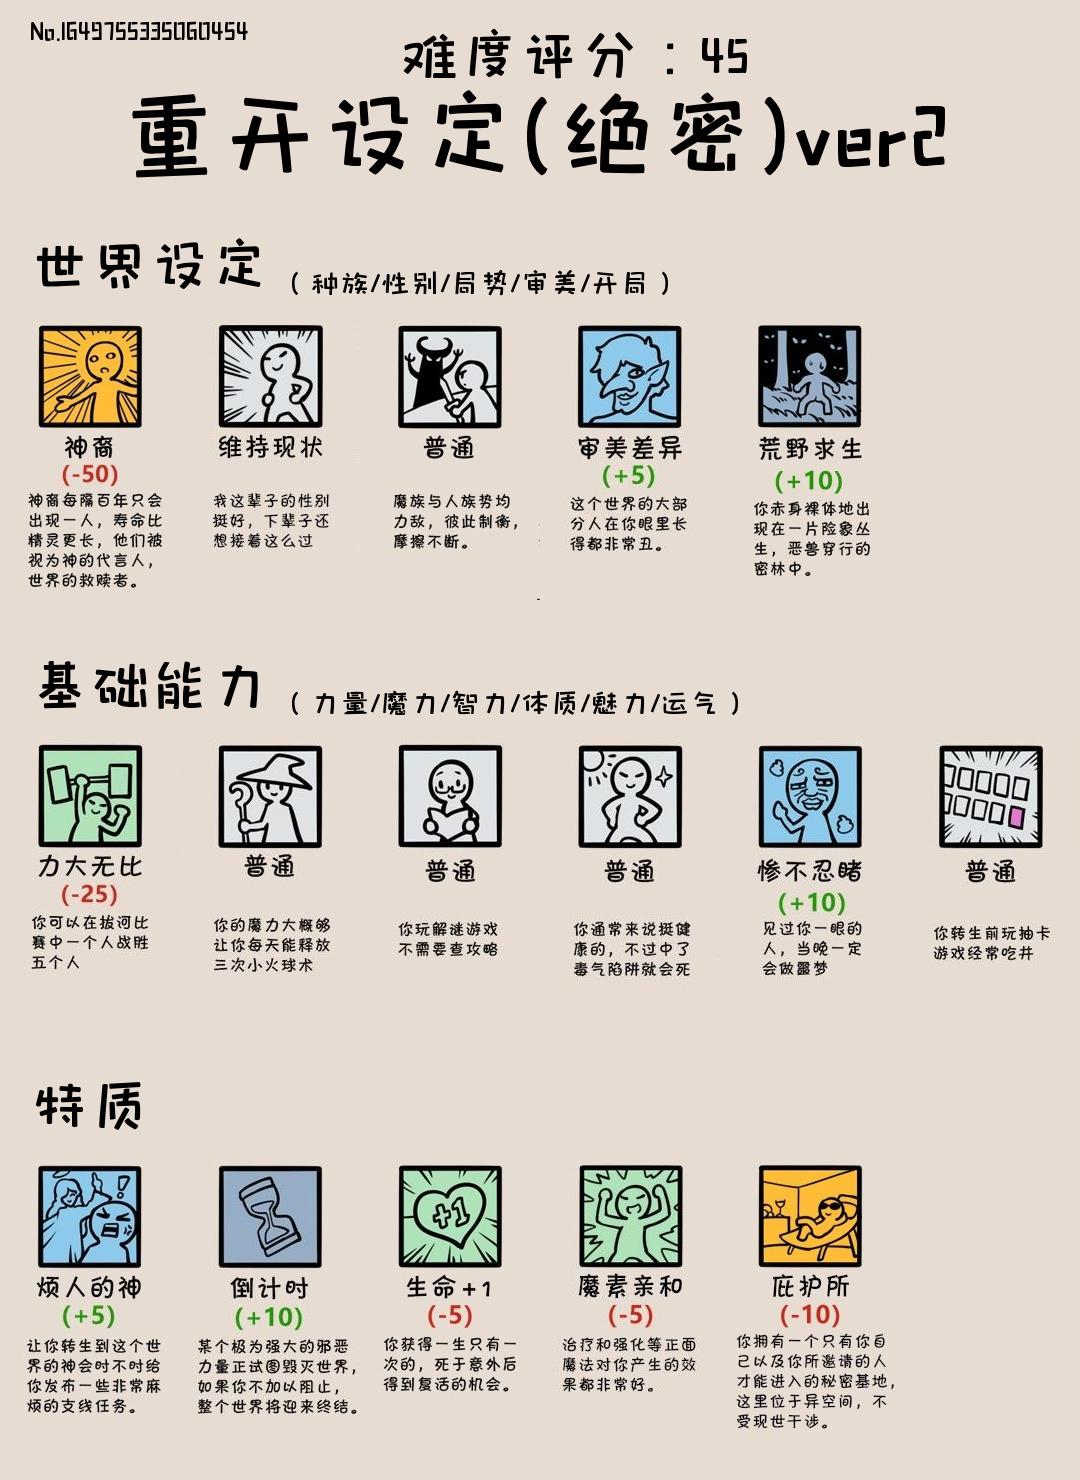 No.1649755335060454
难度评分：45
重开设定(绝密)ver2
世界设定（种族/性别/局势/审美/开局）
神裔
(-50)
神裔每隔百年只会
出现一人，寿命比
精灵更长，他们被
视为神的代言人，
世界的救赎者。
维持现状
我这辈子的性别
挺好，下辈子还
想接着这么过
普通
魔族与人族势均
力敌，彼此制衡，
摩擦不断。
审美差异
(+5)
这个世界的大部
分人在你眼里长
得都非常丑。
荒野求生
(+10)
你赤身裸体地出
现在一片险象丛
生，恶兽穿行的
密林中。
基础能力（力量/魔力/智力/体质/魅力/运气）
力大无比
(-25)
你可以在拔河比
赛中一个人战胜
五个人
普通
你的魔力大概够
让你每天能释放
三次小火球术
普通
你玩解谜游戏
不需要查攻略
普通
你通常来说挺健
康的，不过中了
毒气陷阱就会死
惨不忍睹
(+10)
见过你一眼的
人，当晚一定
会做噩梦
普通
你转生前玩抽卡
游戏经常吃井
特质
烦人的神
(+5)
让你转生到这个世
界的神会时不时给
你发布一些非常麻
烦的支线任务。
倒计时
(+10)
某个极为强大的邪恶
力量正试图毁灭世界，
如果你不加以阻止，
整个世界将迎来终结。
生命+1
+1
(-5)
你获得一生只有一
次的，死于意外后
得到复活的机会。
魔素亲和
(-5)
治疗和强化等正面
魔法对你产生的效
果都非常好。
庇护所
(-10)
你拥有一个只有你自
己以及你所邀请的人
才能进入的秘密基地，
这里位于异空间，不
受现世干涉。